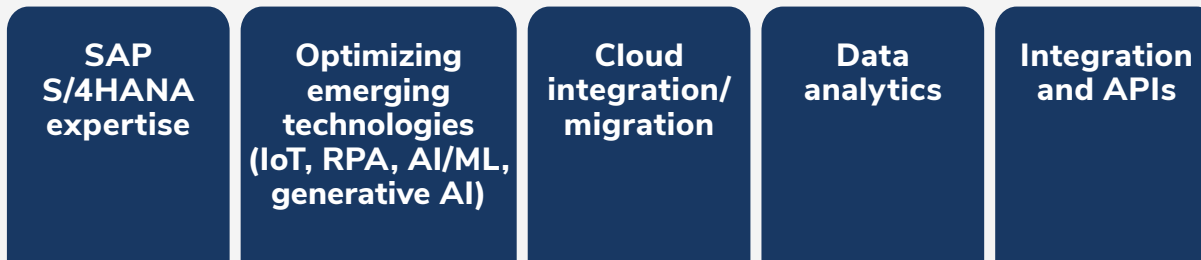 SAP
S/4HANA
expertise
Optimizing
emerging
technologies
(IoT, RPA, AI/ML,
generative AI)
Cloud
integration/
migration
Data
analytics
Integration
and APIs